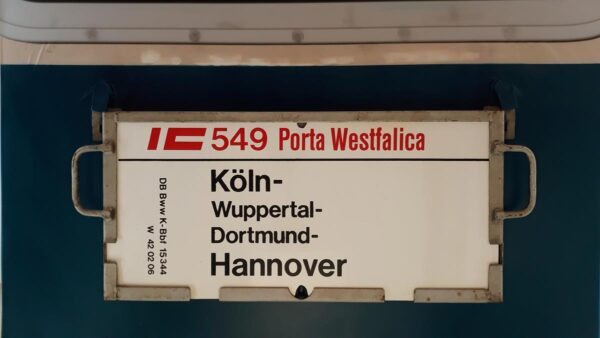 IC 549 Porta Westfalica
Köln-
Wuppertal-
Dortmund-
Hannover
DB Bww K-Bbf 15 344
W 42 02 06